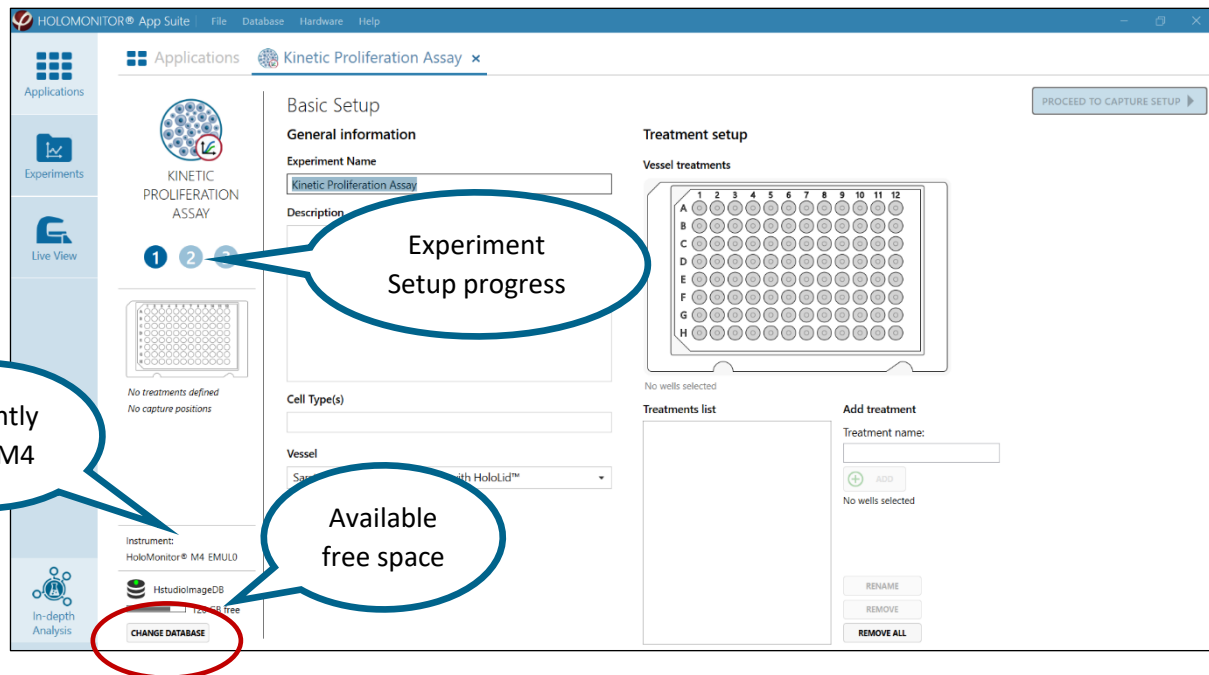 HOLOMONITOR® App Suite File Database Hardware Help
Applications
Experiments
Live View
In-depth
Analysis
Applications Kinetic Proliferation Assay ×
KINETIC
PROLIFERATION
ASSAY
1 2 3
No treatments defined
No capture positions
Instrument:
HoloMonitor® M4 EMUL0
HstudioImageDB
GB free
CHANGE DATABASE
Basic Setup
General information
Experiment Name
Kinetic Proliferation Assay
Description
Cell Type(s)
Vessel
with HoloLid™
PROCEED TO CAPTURE SETUP
Treatment setup
Vessel treatments
1 2 3 4 5 6 7 8 9 10 11 12
A
B
C
D
E
F
G
H
No wells selected
Treatments list
Add treatment
Treatment name:
ADD
No wells selected
RENAME
REMOVE
REMOVE ALL
Experiment
Setup progress
M4
Available
free space